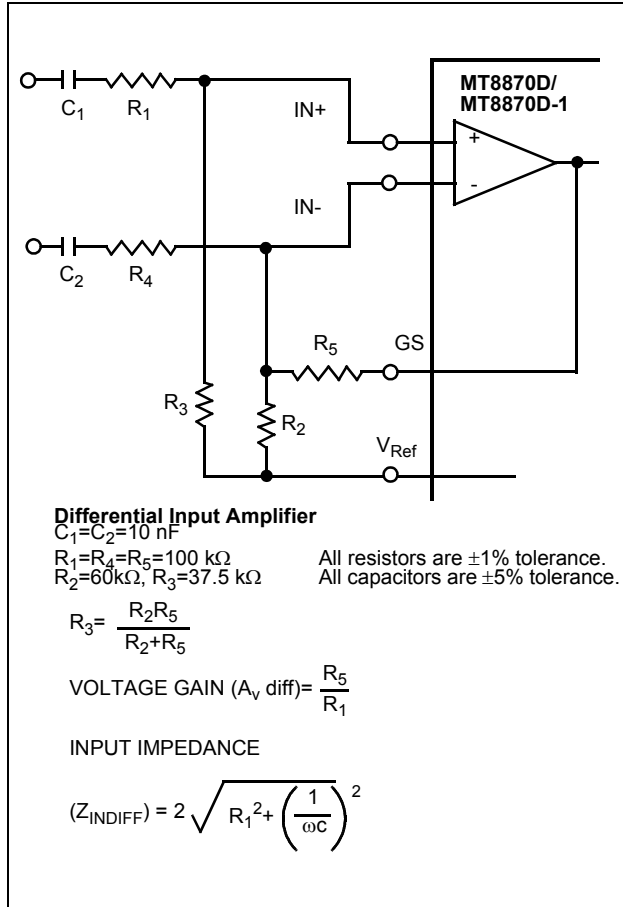 MT8870D/
MT8870D-1
C1
R1
IN+
+
-
IN-
C2
R4
R5
GS
R3
R2
VRef
Differential Input Amplifier
C1=C2=10 nF
R1=R4=R5=100 kΩ All resistors are ±1% tolerance.
R2=60kΩ, R3=37.5 kΩ All capacitors are ±5% tolerance.
R3= R2R5
R2+R5
VOLTAGE GAIN (Av diff)= R5
R1
INPUT IMPEDANCE
(ZINDIFF) = 2 √ R1²+ ( 1 ) ²
ωc